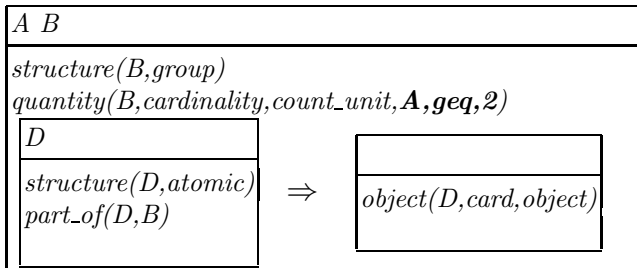 A B
structure(B,group)
quantity(B,cardinality,count_unit,A,geq,2)
D
structure(D,atomic)
part_of(D,B)
⇒
object(D,card,object)